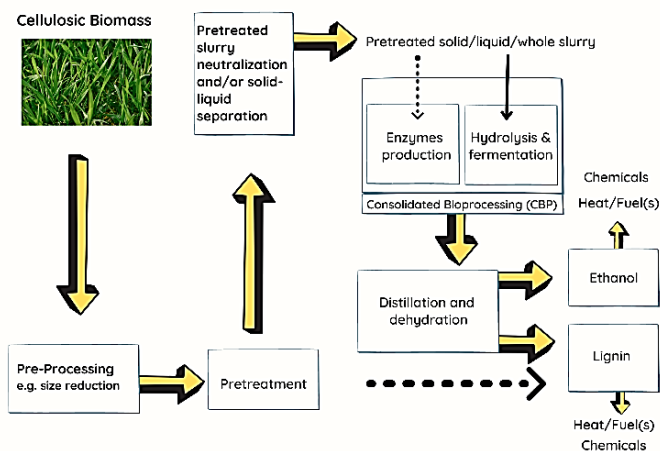 Cellulosic Biomass
Pretreated
slurry
neutralization
and/or solid-
liquid
separation
Pretreated solid/liquid/whole slurry
Enzymes
production
Hydrolysis &
fermentation
Consolidated Bioprocessing (CBP)
Chemicals
Heat/Fuel(s)
Distillation and
dehydration
Ethanol
Lignin
Pre-Processing
e.g. size reduction
Pretreatment
Heat/Fuel(s)
Chemicals